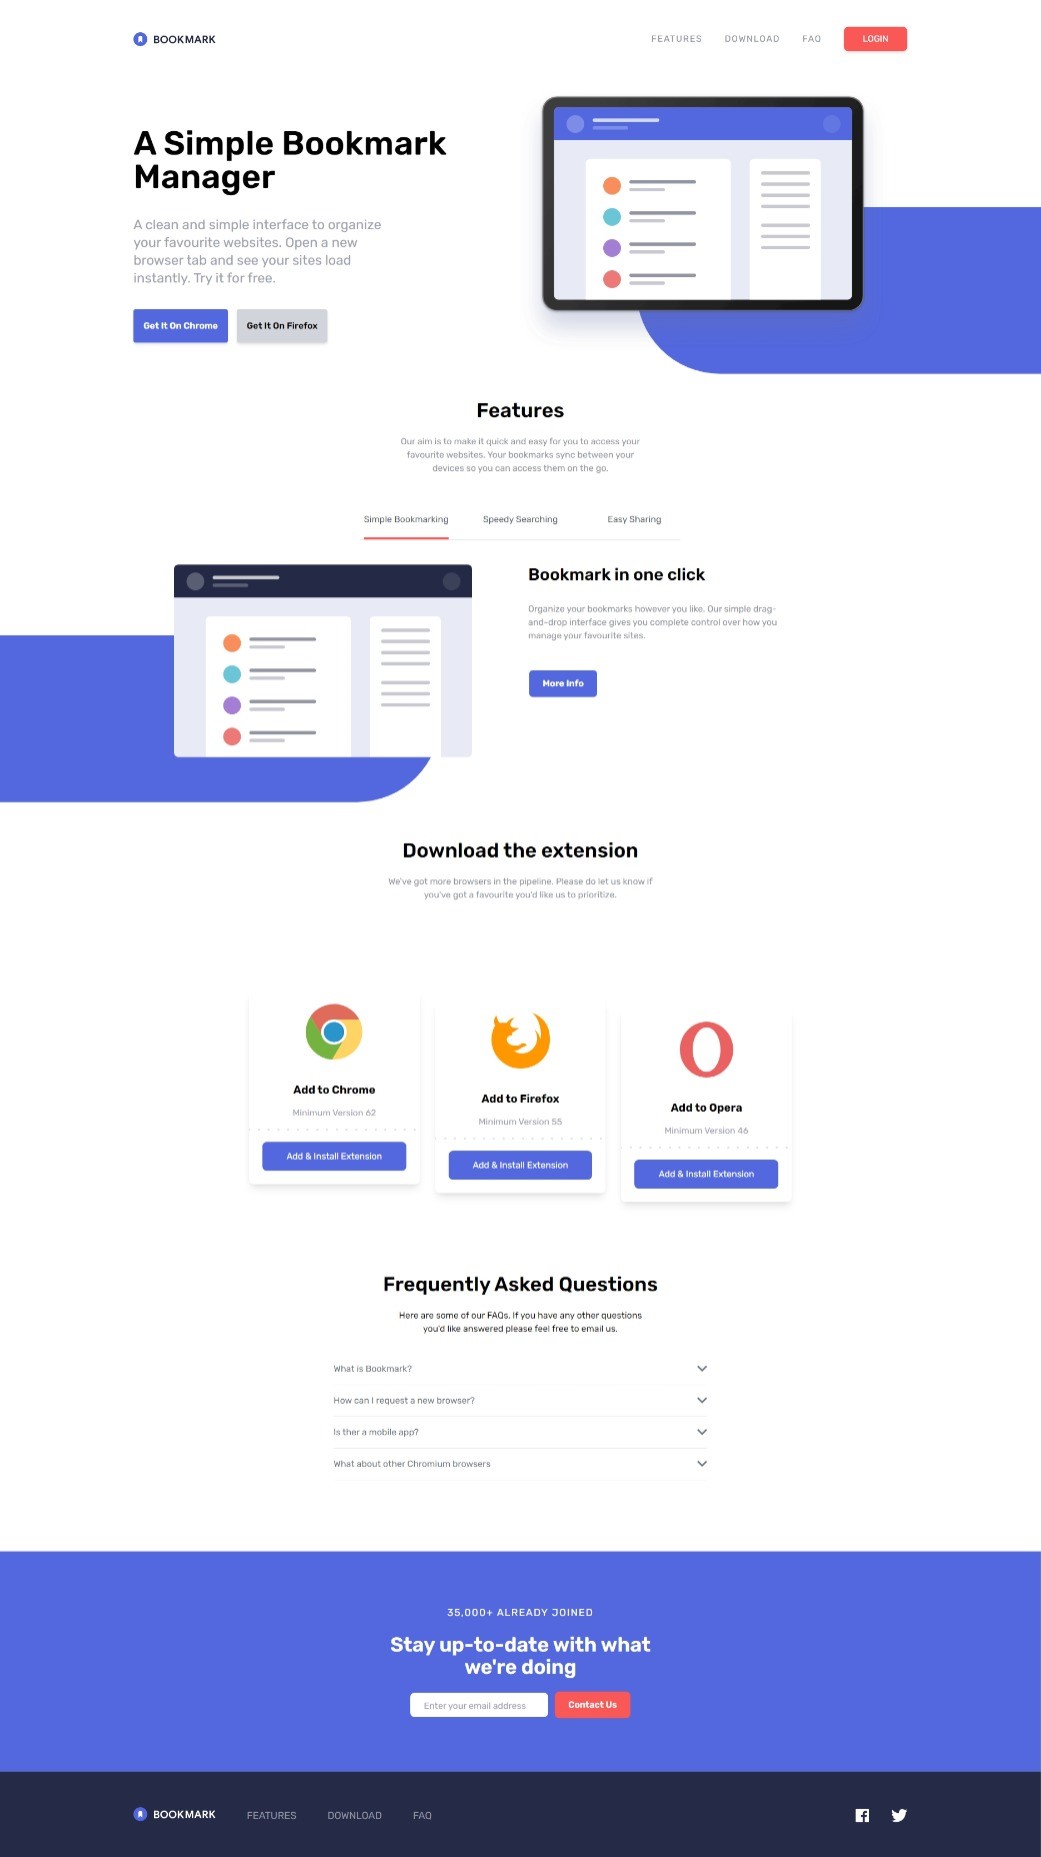 BOOKMARK
FEATURES DOWNLOAD FAQ LOGIN
A Simple Bookmark
Manager
A clean and simple interface to organize
your favourite websites. Open a new
browser tab and see your sites load
instantly. Try it for free.
Get It On Chrome Get It On Firefox
Features
Our aim is to make it quick and easy for you to access your
favourite websites. Your bookmarks sync between your
devices so you can access them on the go.
Simple Bookmarking Speedy Searching Easy Sharing
Bookmark in one click
Organize your bookmarks however you like. Our simple drag-
and-drop interface gives you complete control over how you
manage your favourite sites.
More Info
Download the extension
We've got more browsers in the pipeline. Please do let us know if
you've got a favourite you'd like us to prioritize.
Add to Chrome
Minimum Version 62
Add & Install Extension
Add to Firefox
Minimum Version 55
Add & Install Extension
Add to Opera
Minimum Version 46
Add & Install Extension
Frequently Asked Questions
Here are some of our FAQs. If you have any other questions
you'd like answered please feel free to email us.
What is Bookmark?
How can I request a new browser?
Is ther a mobile app?
What about other Chromium browsers
35,000+ ALREADY JOINED
Stay up-to-date with what
we're doing
Enter your email address Contact Us
BOOKMARK FEATURES DOWNLOAD FAQ